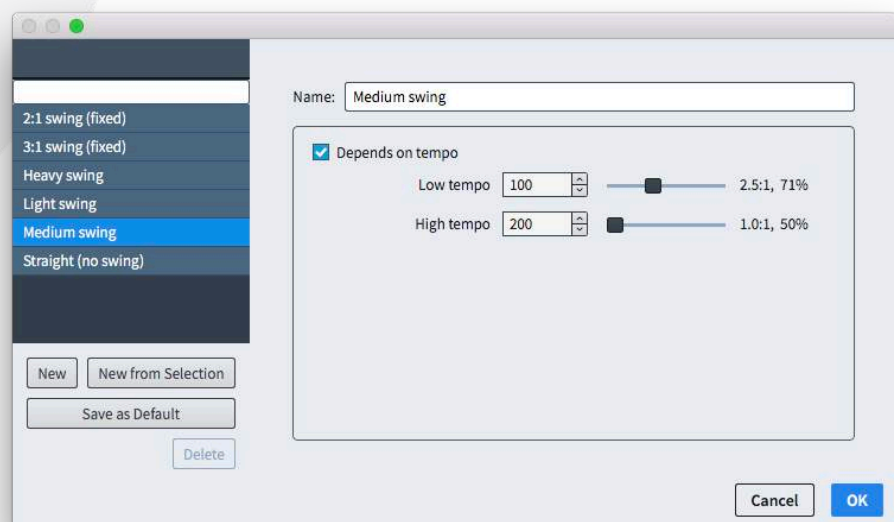 Name: Medium swing
2:1 swing (fixed)
3:1 swing (fixed)
Heavy swing
Light swing
Medium swing
Straight (no swing)
Depends on tempo
Low tempo 100 2.5:1, 71%
High tempo 200 1.0:1, 50%
New New from Selection
Save as Default
Delete
Cancel OK